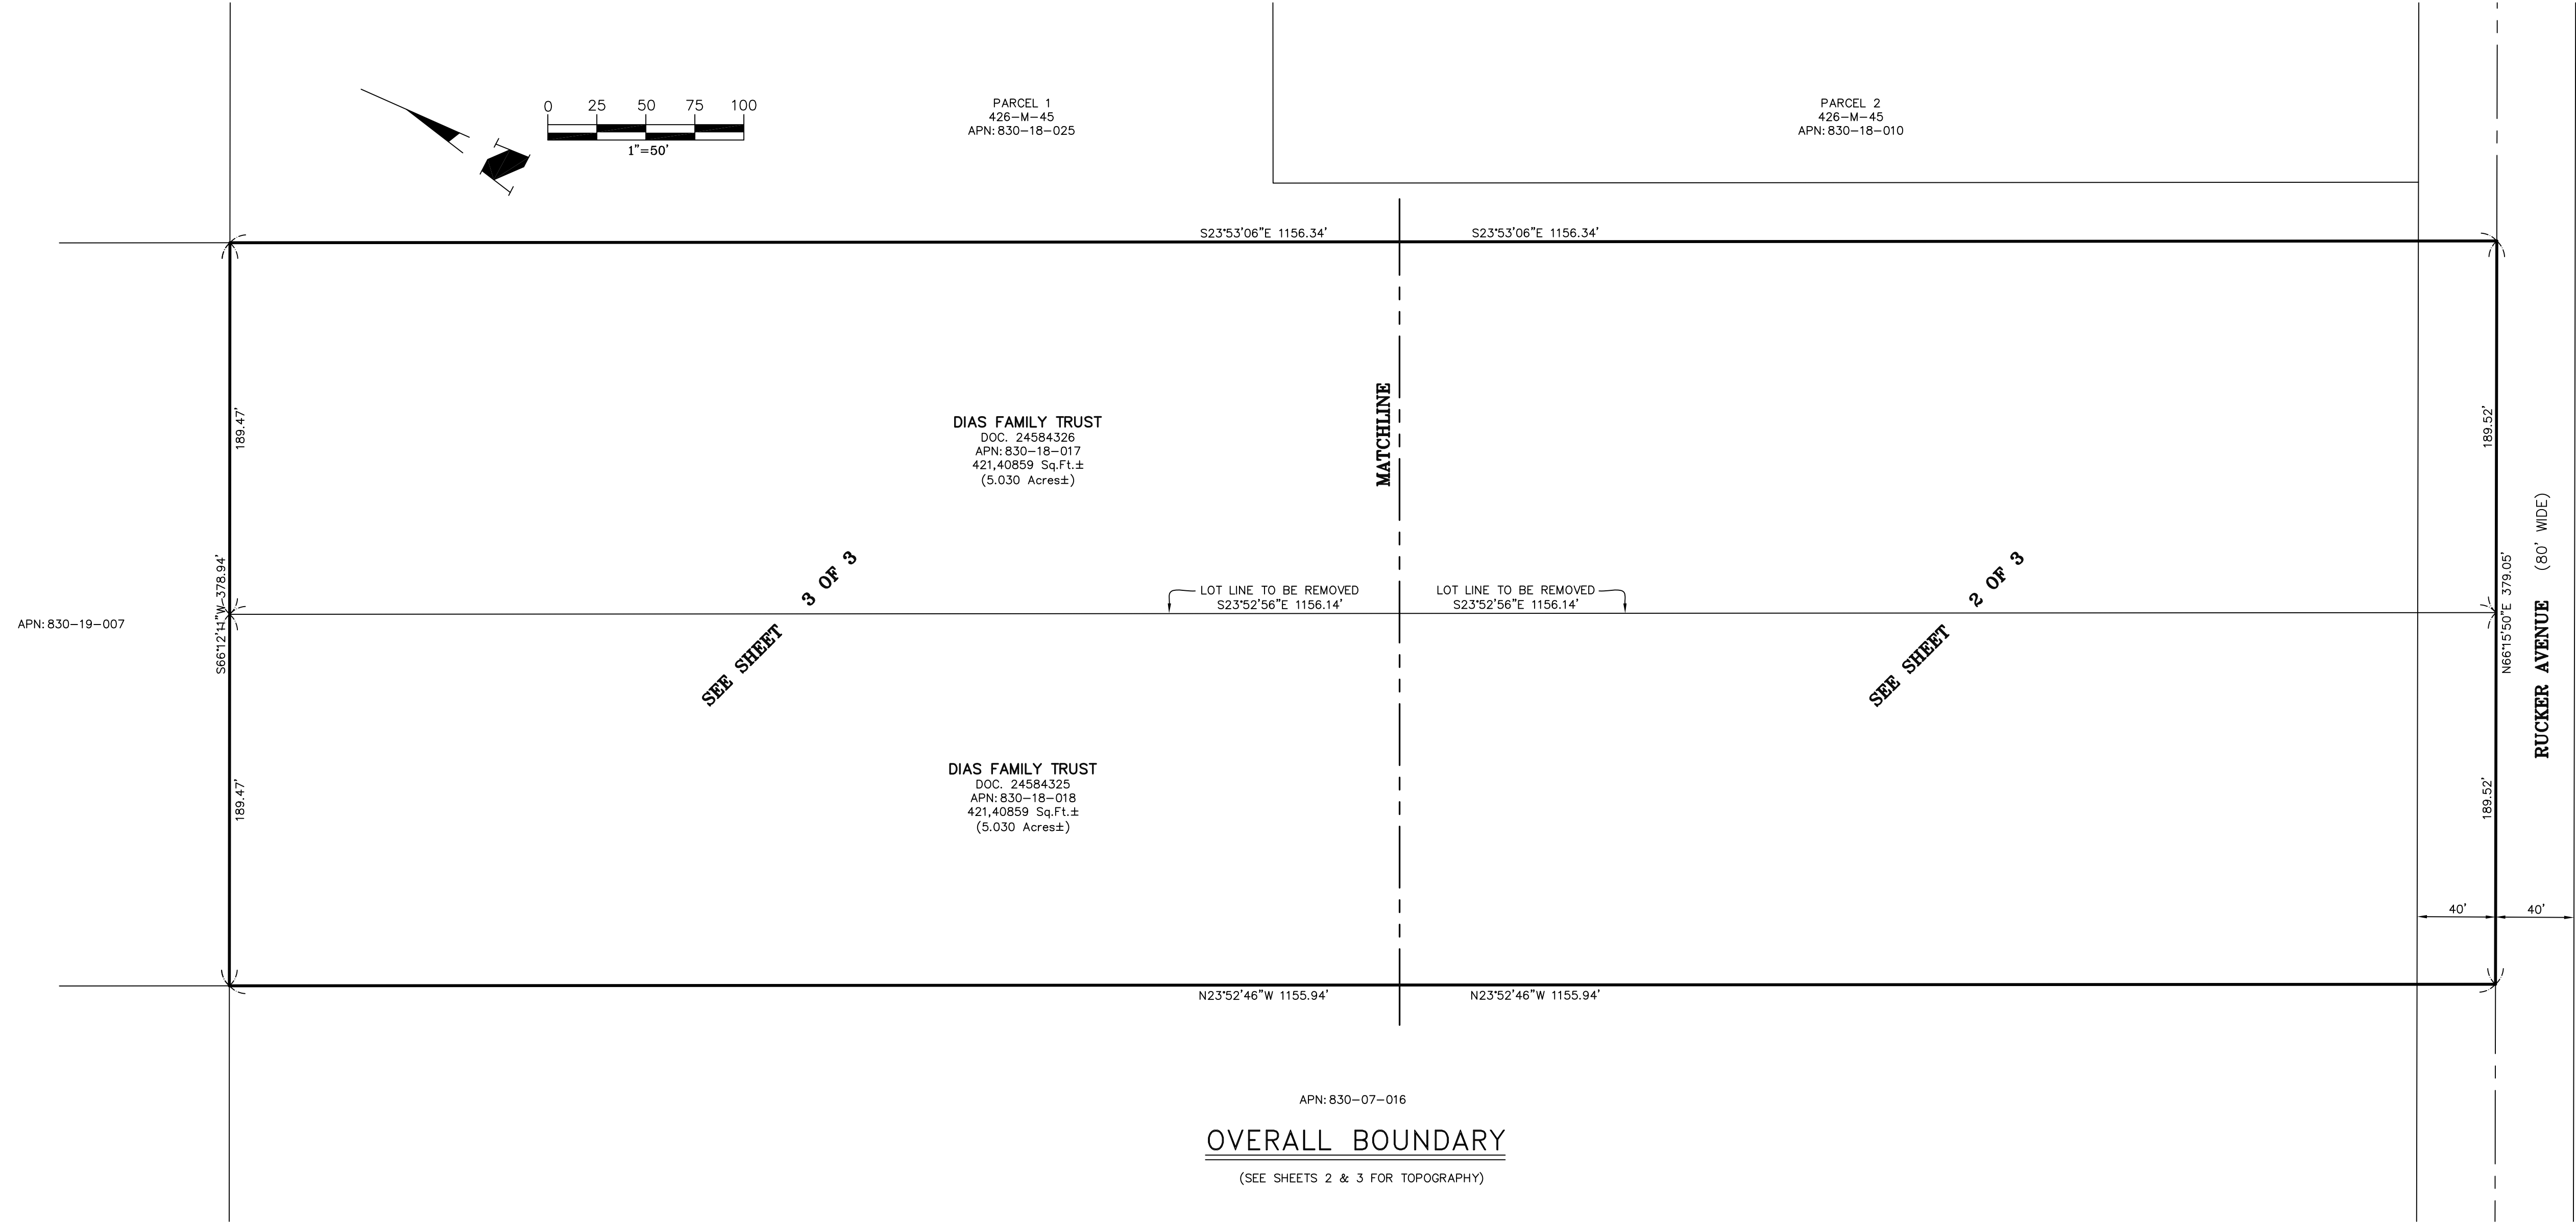 0 25 50 75 100
1"=50'
N
PARCEL 1
426-M-45
APN: 830-18-025
PARCEL 2
426-M-45
APN: 830-18-010
S23°53'06"E 1156.34'
S23°53'06"E 1156.34'
189.47'
DIAS FAMILY TRUST
DOC. 24584326
APN: 830-18-017
421,40859 Sq.Ft.±
(5.030 Acres±)
MATCHLINE
189.52'
SEE SHEET 3 OF 3
SEE SHEET 2 OF 3
LOT LINE TO BE REMOVED
S23°52'56"E 1156.14'
LOT LINE TO BE REMOVED
S23°52'56"E 1156.14'
APN: 830-19-007
S66°12'11"W 378.94'
N66°15'50"E 379.05'
RUCKER AVENUE (80' WIDE)
189.47'
DIAS FAMILY TRUST
DOC. 24584325
APN: 830-18-018
421,40859 Sq.Ft.±
(5.030 Acres±)
189.52'
40' 40'
N23°52'46"W 1155.94'
N23°52'46"W 1155.94'
APN: 830-07-016
OVERALL BOUNDARY
(SEE SHEETS 2 & 3 FOR TOPOGRAPHY)